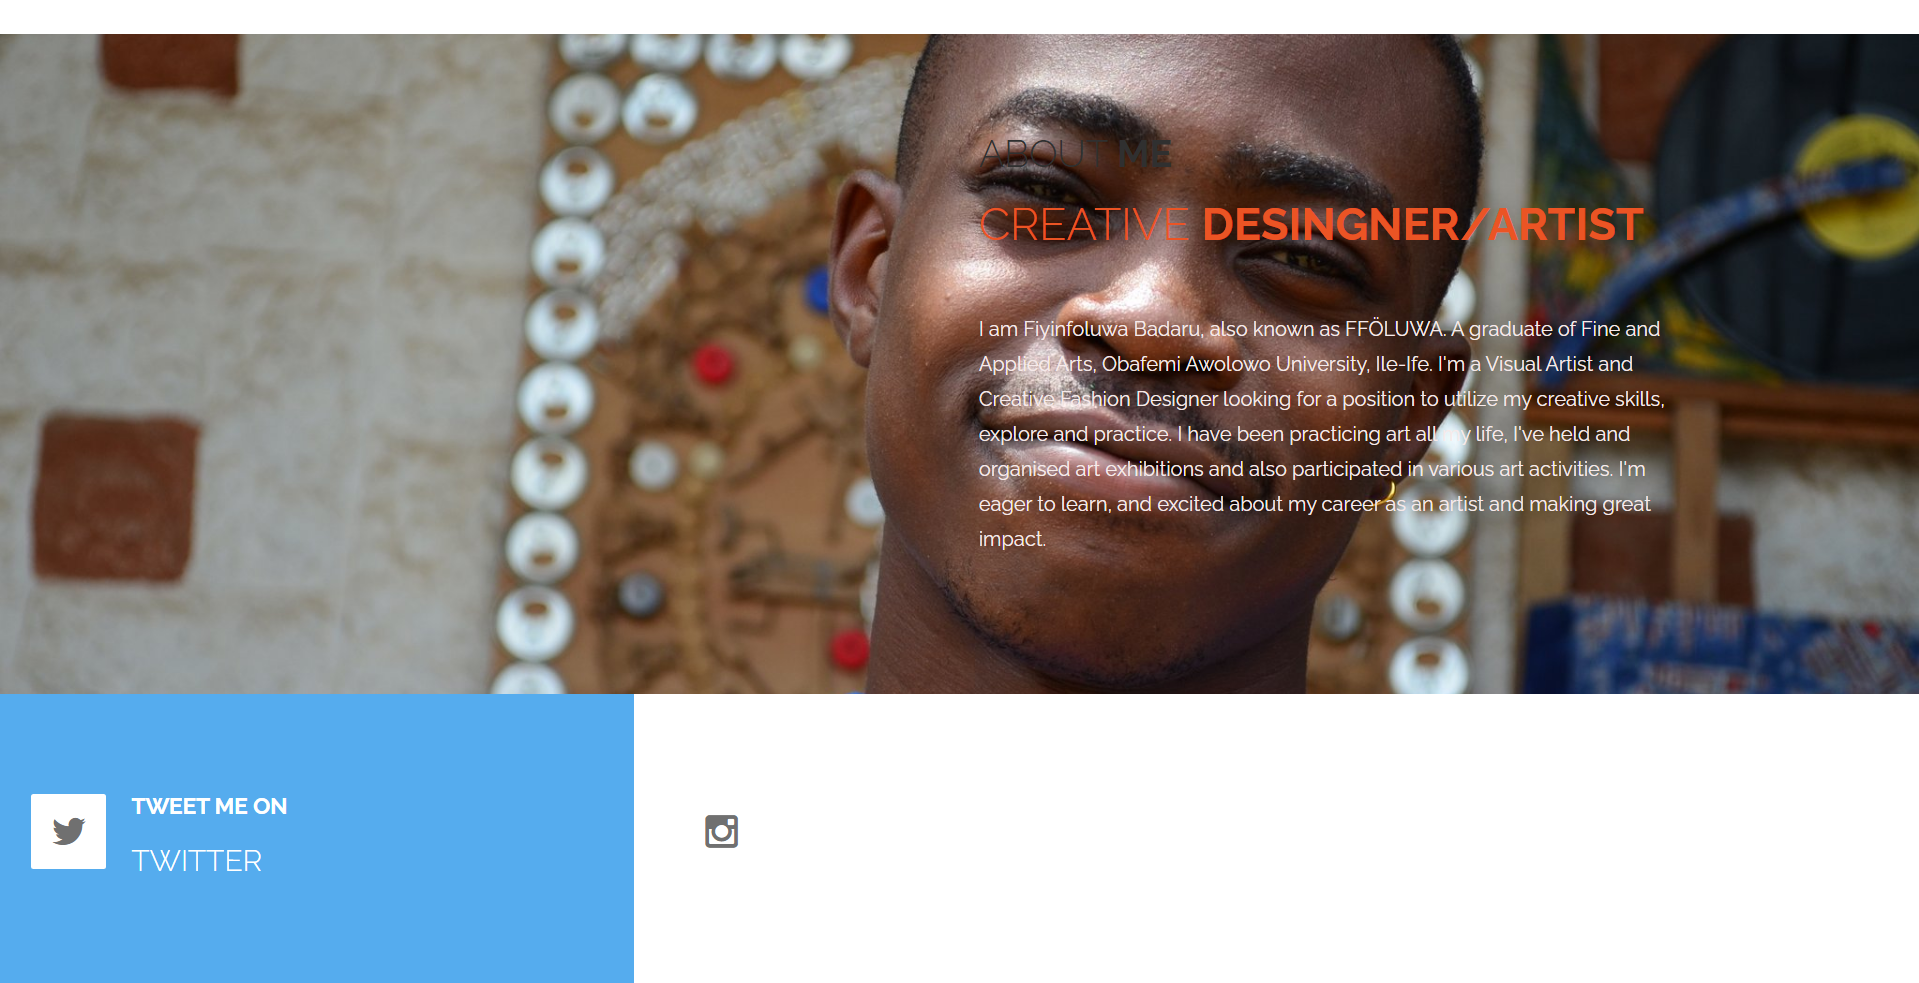 ABOUT ME
CREATIVE DESINGNER/ARTIST
I am Fiyinfoluwa Badaru, also known as FFÖLUWA. A graduate of Fine and
Applied Arts, Obafemi Awolowo University, Ile-Ife. I'm a Visual Artist and
Creative Fashion Designer looking for a position to utilize my creative skills,
explore and practice. I have been practicing art all my life, I've held and
organised art exhibitions and also participated in various art activities. I'm
eager to learn, and excited about my career as an artist and making great
impact.
TWEET ME ON
TWITTER